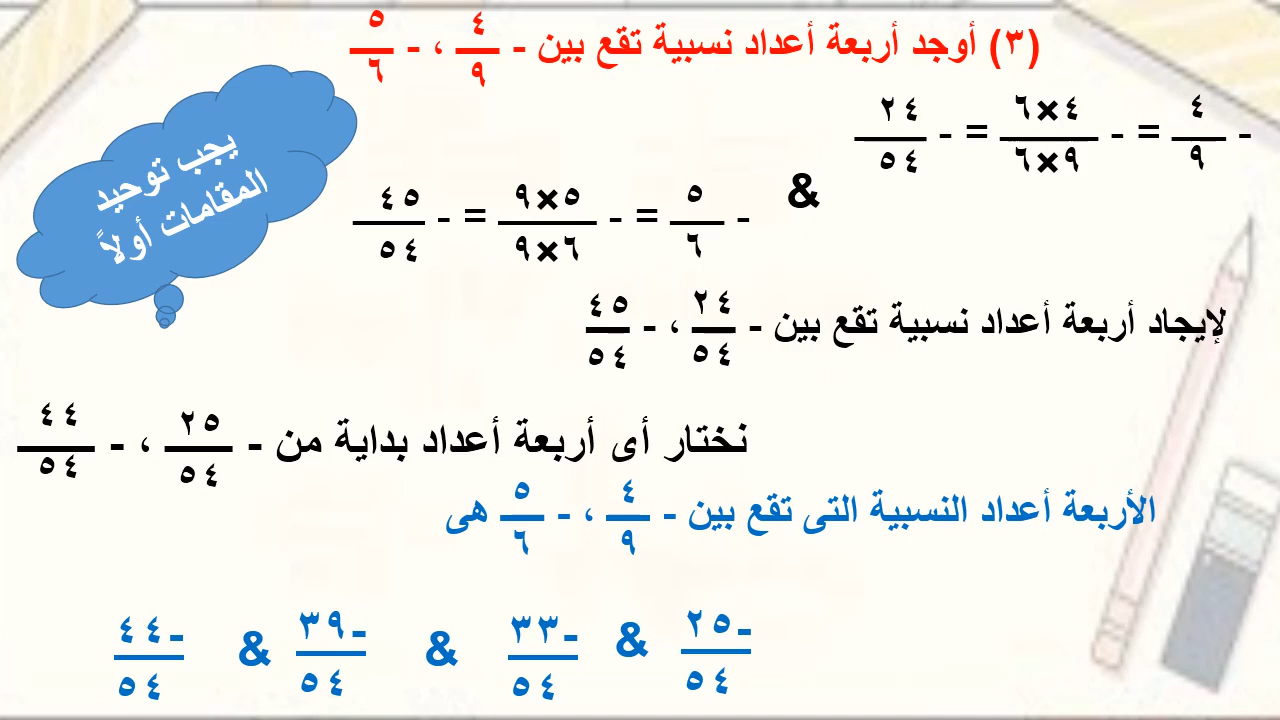 (٣) أوجد أربعة أعداد نسبية تقع بين - ٤/٩ ، - ٥/٦
- ٤/٩ = - ٤×٦/٩×٦ = - ٢٤/٥٤
&
- ٥/٦ = - ٥×٩/٦×٩ = - ٤٥/٥٤
يجب توحيد
المقامات أولاً
لإيجاد أربعة أعداد نسبية تقع بين - ٢٤/٥٤ ، - ٤٥/٥٤
نختار أى أربعة أعداد بداية من - ٢٥/٥٤ ، - ٤٤/٥٤
الأربعة أعداد النسبية التى تقع بين - ٤/٩ ، - ٥/٦ هى
-٢٥/٥٤ & -٣٣/٥٤ & -٣٩/٥٤ & -٤٤/٥٤